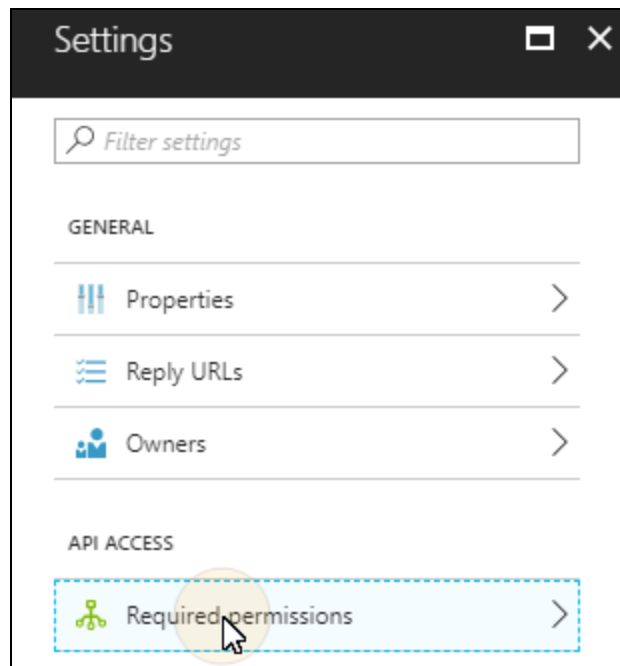 Settings
Filter settings
GENERAL
Properties
Reply URLs
Owners
API ACCESS
Required permissions